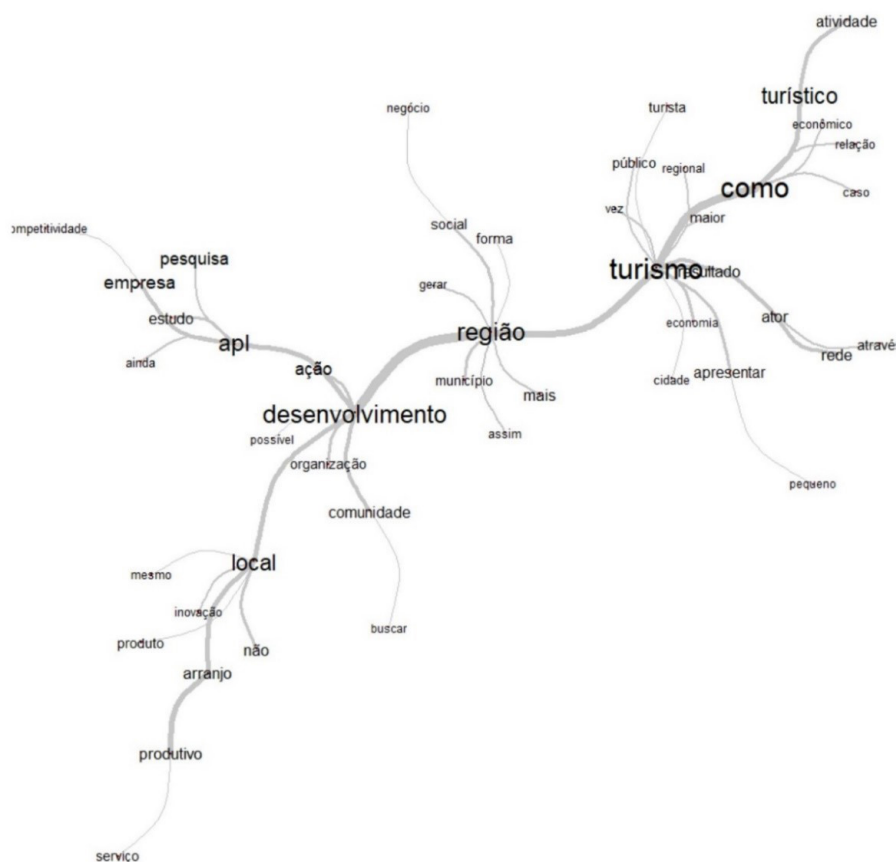 atividade
turístico
econômico
relação
caso
como
negócio
turista
público
regional
maior
vez
social
forma
ompetitividade
pesquisa
empresa
estudo
ainda
apl
ação
gerar
região
município
mais
assim
turismo
resultado
economia
cidade
apresentar
ator
rede
atravé
pequeno
desenvolvimento
possível
organização
comunidade
buscar
local
mesmo
inovação
produto
não
arranjo
produtivo
serviço